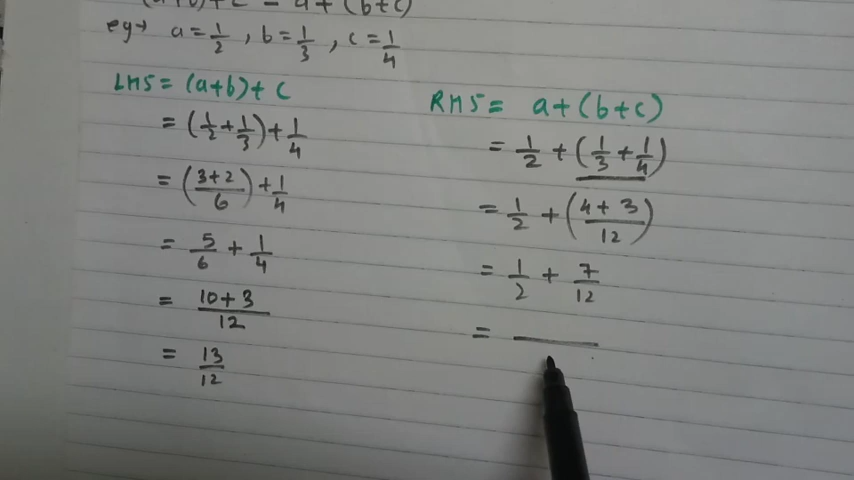 (a+b)+c = a+(b+c)
eg→ a=1/2, b=1/3, c=1/4
LHS = (a+b)+c
= (1/2+1/3)+1/4
= (3+2/6)+1/4
= 5/6 + 1/4
= 10+3/12
= 13/12
RHS = a+(b+c)
= 1/2 + (1/3+1/4)
= 1/2 + (4+3/12)
= 1/2 + 7/12
=